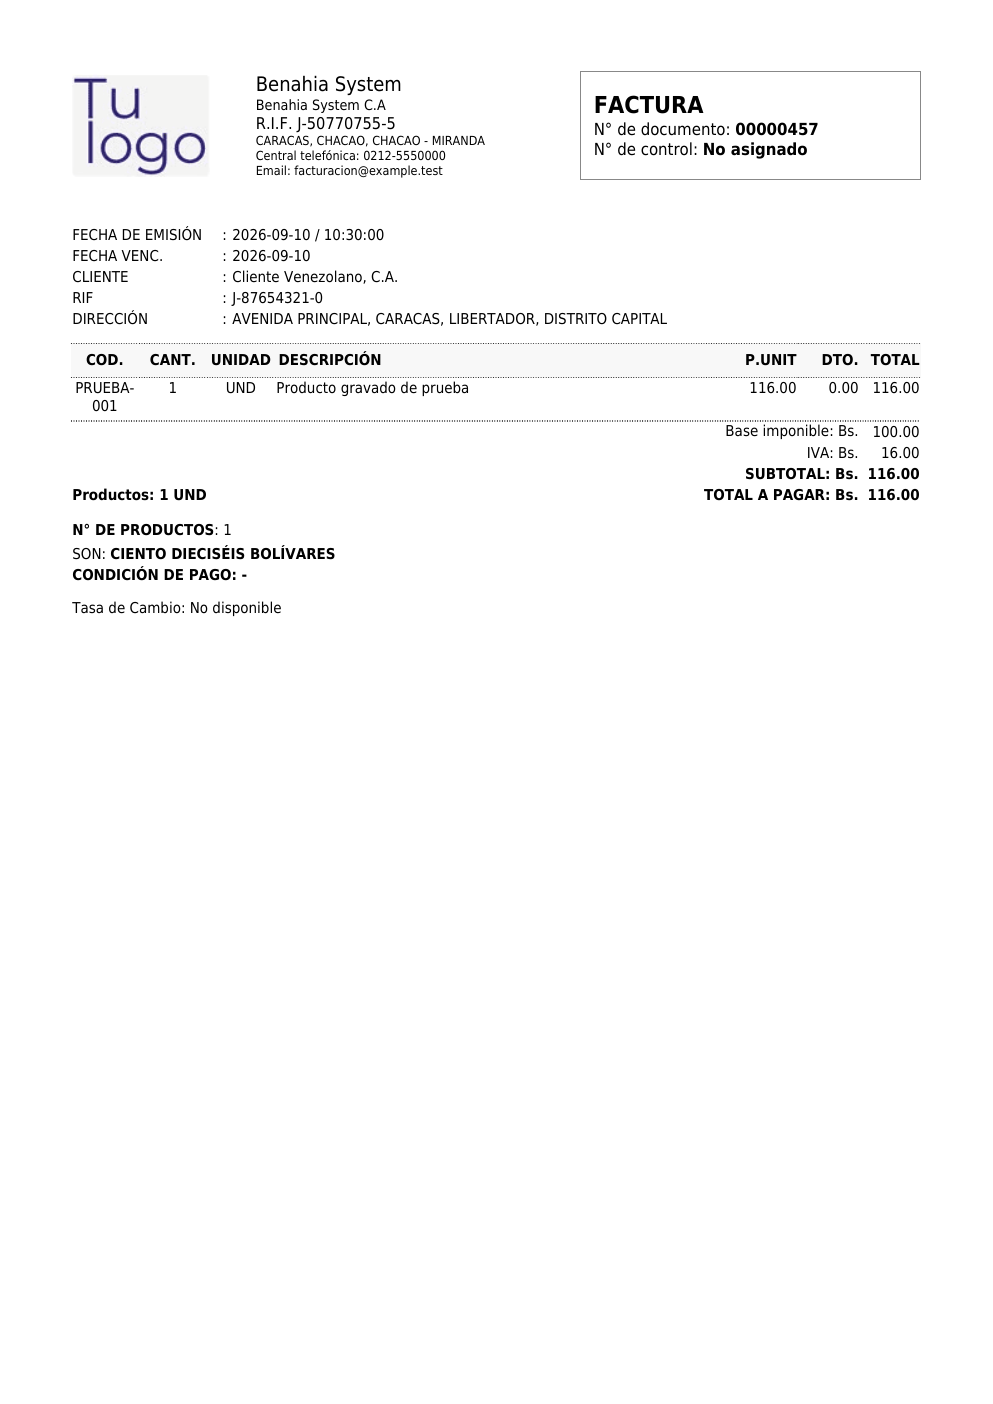 Tu
logo
Benahia System
Benahia System C.A
R.I.F. J-50770755-5
CARACAS, CHACAO, CHACAO - MIRANDA
Central telefónica: 0212-5550000
Email: facturacion@example.test
FACTURA
N° de documento: 00000457
N° de control: No asignado
FECHA DE EMISIÓN : 2026-09-10 / 10:30:00
FECHA VENC. : 2026-09-10
CLIENTE : Cliente Venezolano, C.A.
RIF : J-87654321-0
DIRECCIÓN : AVENIDA PRINCIPAL, CARACAS, LIBERTADOR, DISTRITO CAPITAL
COD. CANT. UNIDAD DESCRIPCIÓN P.UNIT DTO. TOTAL
PRUEBA- 1 UND Producto gravado de prueba 116.00 0.00 116.00
001
Base imponible: Bs. 100.00
IVA: Bs. 16.00
SUBTOTAL: Bs. 116.00
Productos: 1 UND TOTAL A PAGAR: Bs. 116.00
N° DE PRODUCTOS: 1
SON: CIENTO DIECISÉIS BOLÍVARES
CONDICIÓN DE PAGO: -
Tasa de Cambio: No disponible